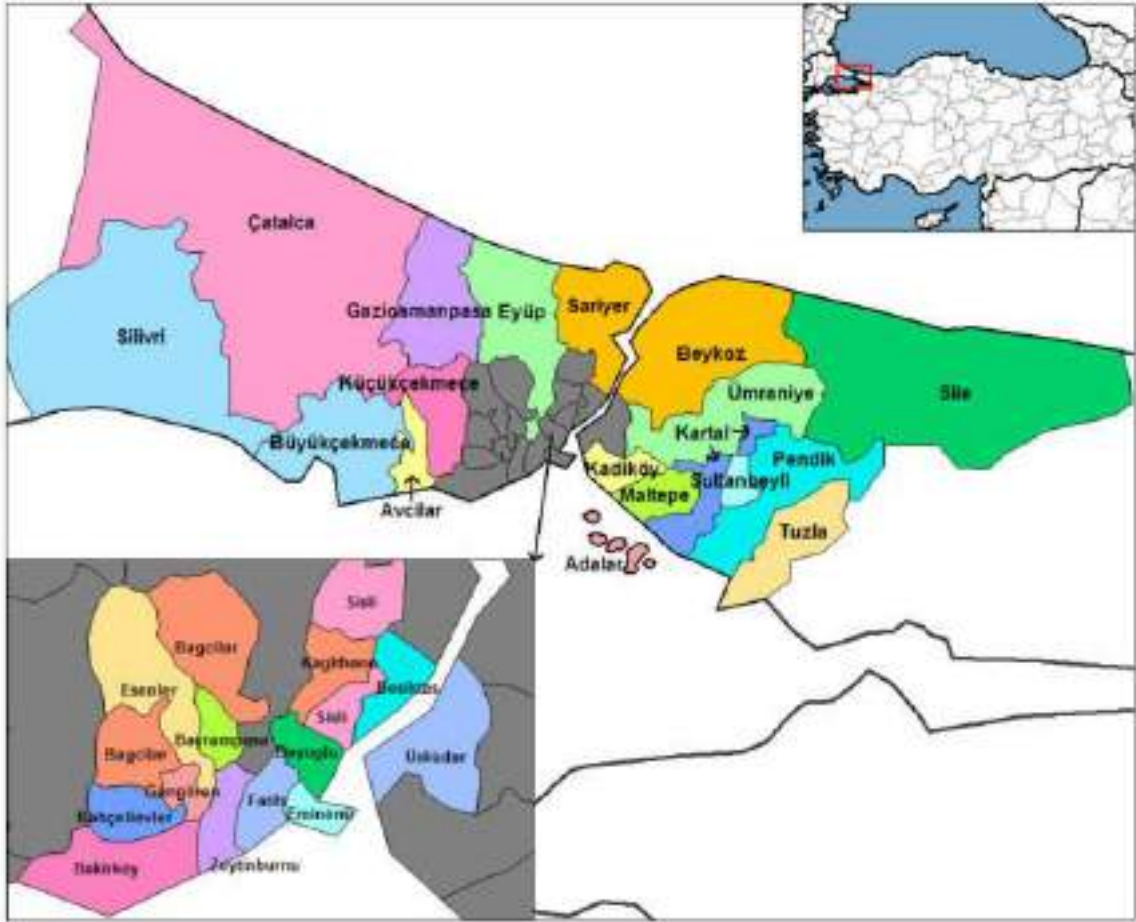 Çatalca
Silivri
Gaziosmanpasa
Eyüp
Sariyer
Beykoz
Küçükçekmece
Ümraniye
Sile
Büyükçekmece
Kartal
Kadiköy
Sultanbeyli
Pendik
Maltepe
Avcilar
Tuzla
Adalar
Sisli
Bagcilar
Kagithane
Besiktas
Esenler
Sisli
Bayrampasa
Beyoglu
Bagcilar
Üsküdar
Güngören
Fatih
Eminönü
Bahçelievler
Bakirköy
Zeytinburnu